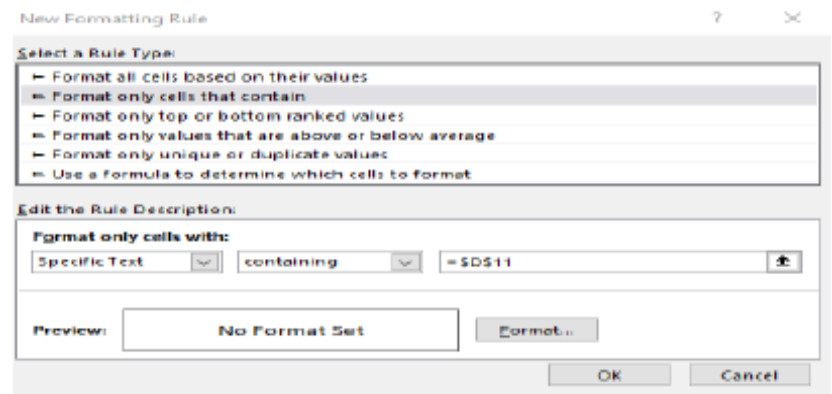 New Formatting Rule ? ×
Select a Rule Type:
► Format all cells based on their values
► Format only cells that contain
► Format only top or bottom ranked values
► Format only values that are above or below average
► Format only unique or duplicate values
► Use a formula to determine which cells to format
Edit the Rule Description:
Format only cells with:
Specific Text containing =$D$11
Preview: No Format Set Format...
OK Cancel